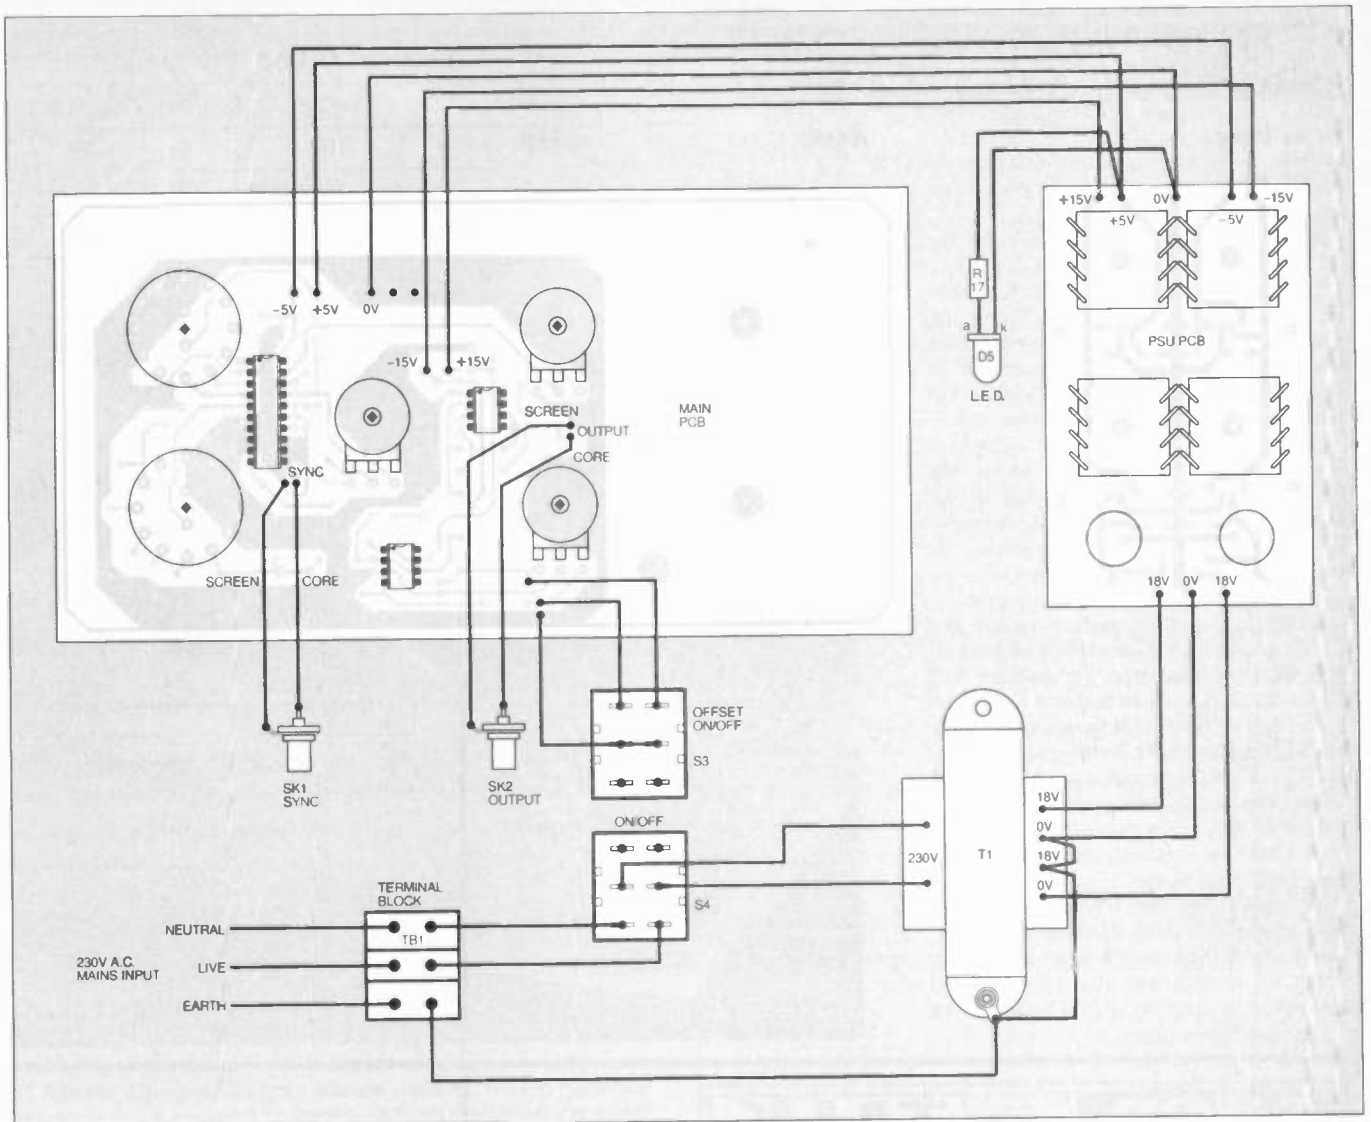 +15V
+5V
0V
-5V
-15V
-5V
+5V
0V
-15V
+15V
R
17
a
k
D5
L.E.D.
PSU PCB
SCREEN
OUTPUT
CORE
MAIN
PCB
SYNC
SCREEN
CORE
18V
0V
18V
OFFSET
ON/OFF
S3
SK1
SYNC
SK2
OUTPUT
ON/OFF
S4
230V
T1
18V
0V
18V
0V
TERMINAL
BLOCK
TB1
NEUTRAL
230V A.C.
MAINS INPUT
LIVE
EARTH